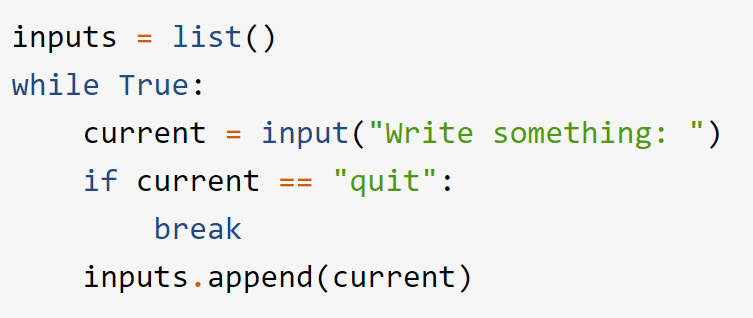 inputs = list()
while True:
    current = input("Write something: ")
    if current == "quit":
        break
    inputs.append(current)